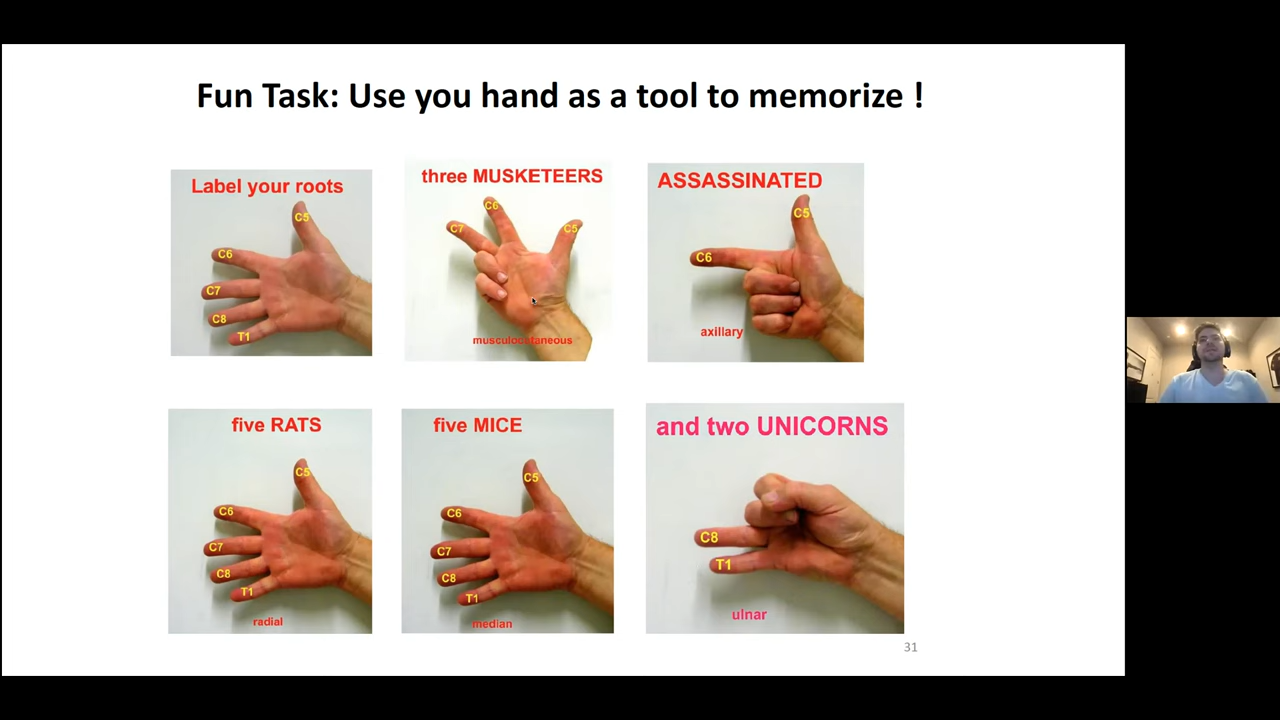 Fun Task: Use you hand as a tool to memorize !
Label your roots
C5
C6
C7
C8
T1
three MUSKETEERS
C6
C7
C5
musculocutaneous
ASSASSINATED
C5
C6
axillary
five RATS
C5
C6
C7
C8
T1
radial
five MICE
C5
C6
C7
C8
T1
median
and two UNICORNS
C8
T1
ulnar
31